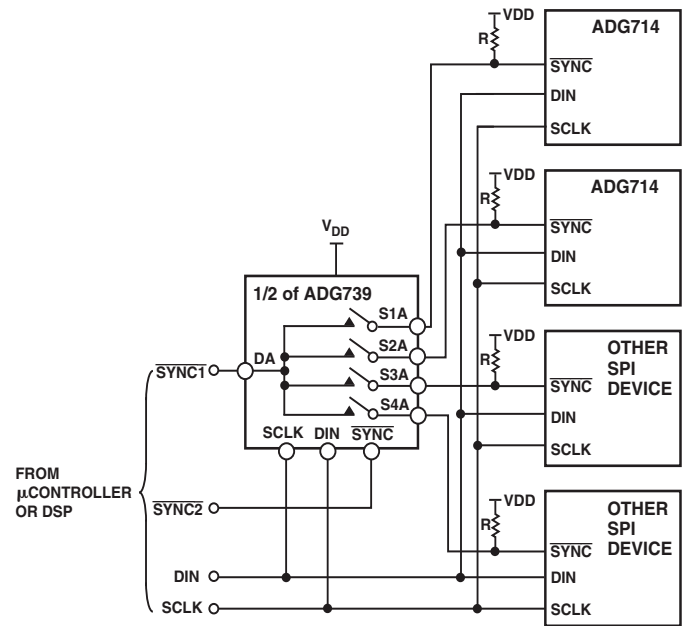 VDD
R
ADG714
SYNC
DIN
SCLK
VDD
R
ADG714
SYNC
DIN
SCLK
VDD
1/2 of ADG739
S1A
S2A
S3A
S4A
SYNC1
DA
SCLK DIN SYNC
VDD
R
OTHER
SPI
DEVICE
SYNC
DIN
SCLK
FROM
µCONTROLLER
OR DSP
SYNC2
DIN
SCLK
VDD
R
OTHER
SPI
DEVICE
SYNC
DIN
SCLK